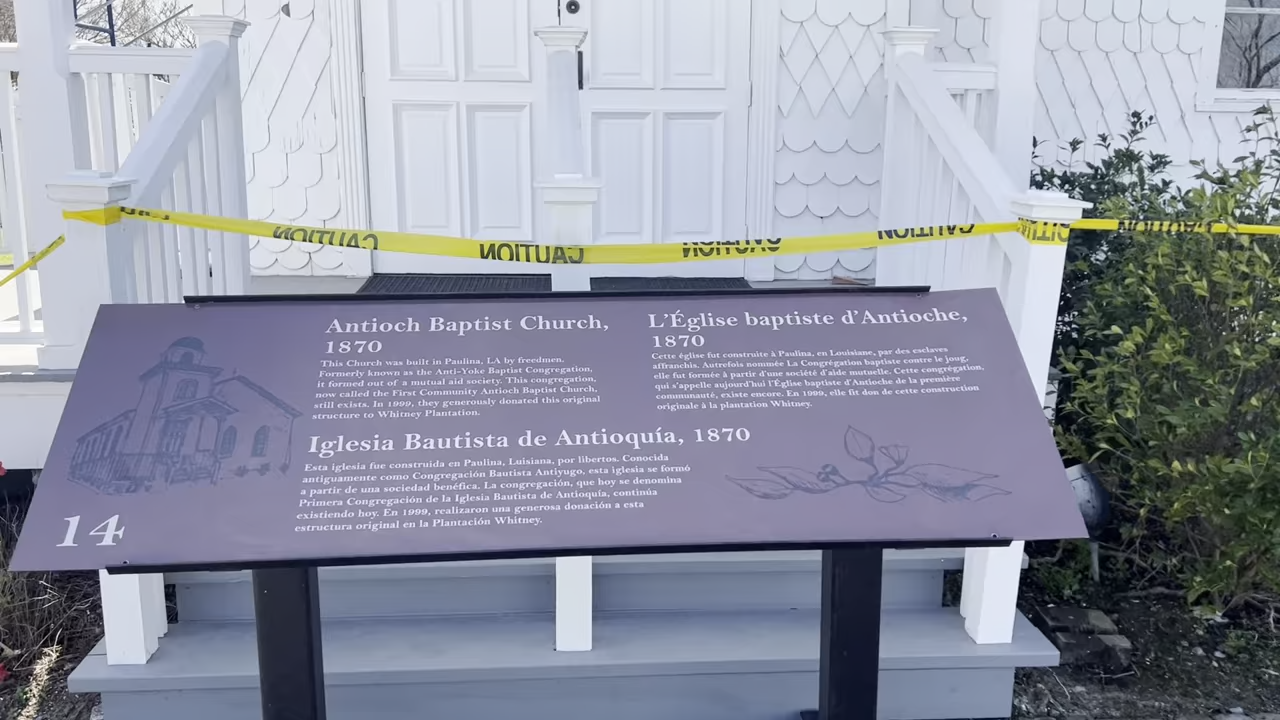 CAUTION
CAUTION
CAUTION
CAUTION
CAUTION
Antioch Baptist Church,
1870
This Church was built in Paulina, LA by freedmen.
Formerly known as the Anti-Yoke Baptist Congregation,
it formed out of a mutual aid society. This congregation,
now called the First Community Antioch Baptist Church,
still exists. In 1999, they generously donated this original
structure to Whitney Plantation.
L'Église baptiste d'Antioche,
1870
Cette église fut construite à Paulina, en Louisiane, par des esclaves
affranchis. Autrefois nommée La Congrégation baptiste contre le joug,
elle fut formée à partir d'une société d'aide mutuelle. Cette congrégation,
qui s'appelle aujourd'hui l'Église baptiste d'Antioche de la première
communauté, existe encore. En 1999, elle fit don de cette construction
originale à la plantation Whitney.
Iglesia Bautista de Antioquía, 1870
Esta iglesia fue construida en Paulina, Luisiana, por libertos. Conocida
antiguamente como Congregación Bautista Antiyugo, esta iglesia se formó
a partir de una sociedad benéfica. La congregación, que hoy se denomina
Primera Congregación de la Iglesia Bautista de Antioquía, continúa
existiendo hoy. En 1999, realizaron una generosa donación a esta
estructura original en la Plantación Whitney.
14